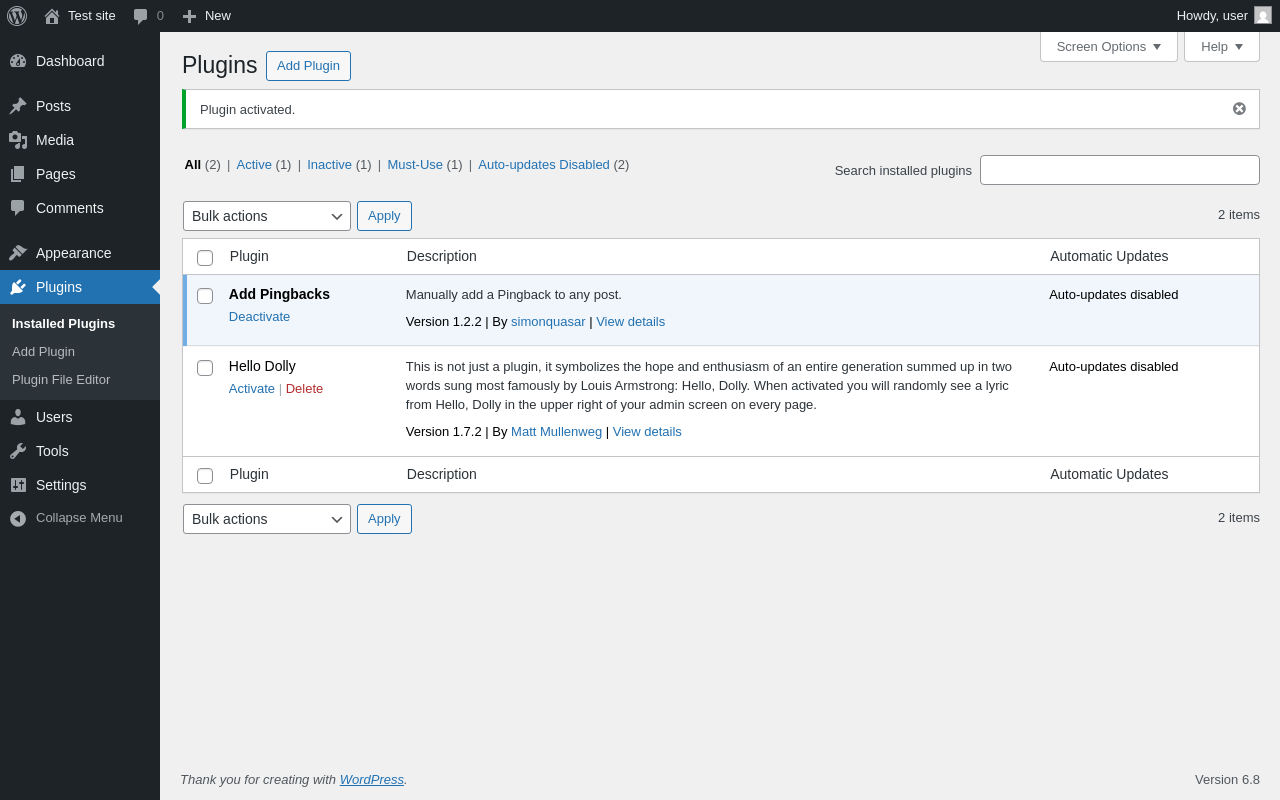 Test site 0 New Howdy, user
Screen Options Help
Dashboard
Posts
Media
Pages
Comments
Appearance
Plugins
Installed Plugins
Add Plugin
Plugin File Editor
Users
Tools
Settings
Collapse Menu
Plugins Add Plugin
Plugin activated.
All (2) | Active (1) | Inactive (1) | Must-Use (1) | Auto-updates Disabled (2)
Search installed plugins
Bulk actions Apply 2 items
Plugin Description Automatic Updates
Add Pingbacks Manually add a Pingback to any post. Auto-updates disabled
Deactivate Version 1.2.2 | By simonquasar | View details
Hello Dolly This is not just a plugin, it symbolizes the hope and enthusiasm of an entire generation summed up in two Auto-updates disabled
Activate | Delete words sung most famously by Louis Armstrong: Hello, Dolly. When activated you will randomly see a lyric
from Hello, Dolly in the upper right of your admin screen on every page.
Version 1.7.2 | By Matt Mullenweg | View details
Plugin Description Automatic Updates
Bulk actions Apply 2 items
Thank you for creating with WordPress. Version 6.8